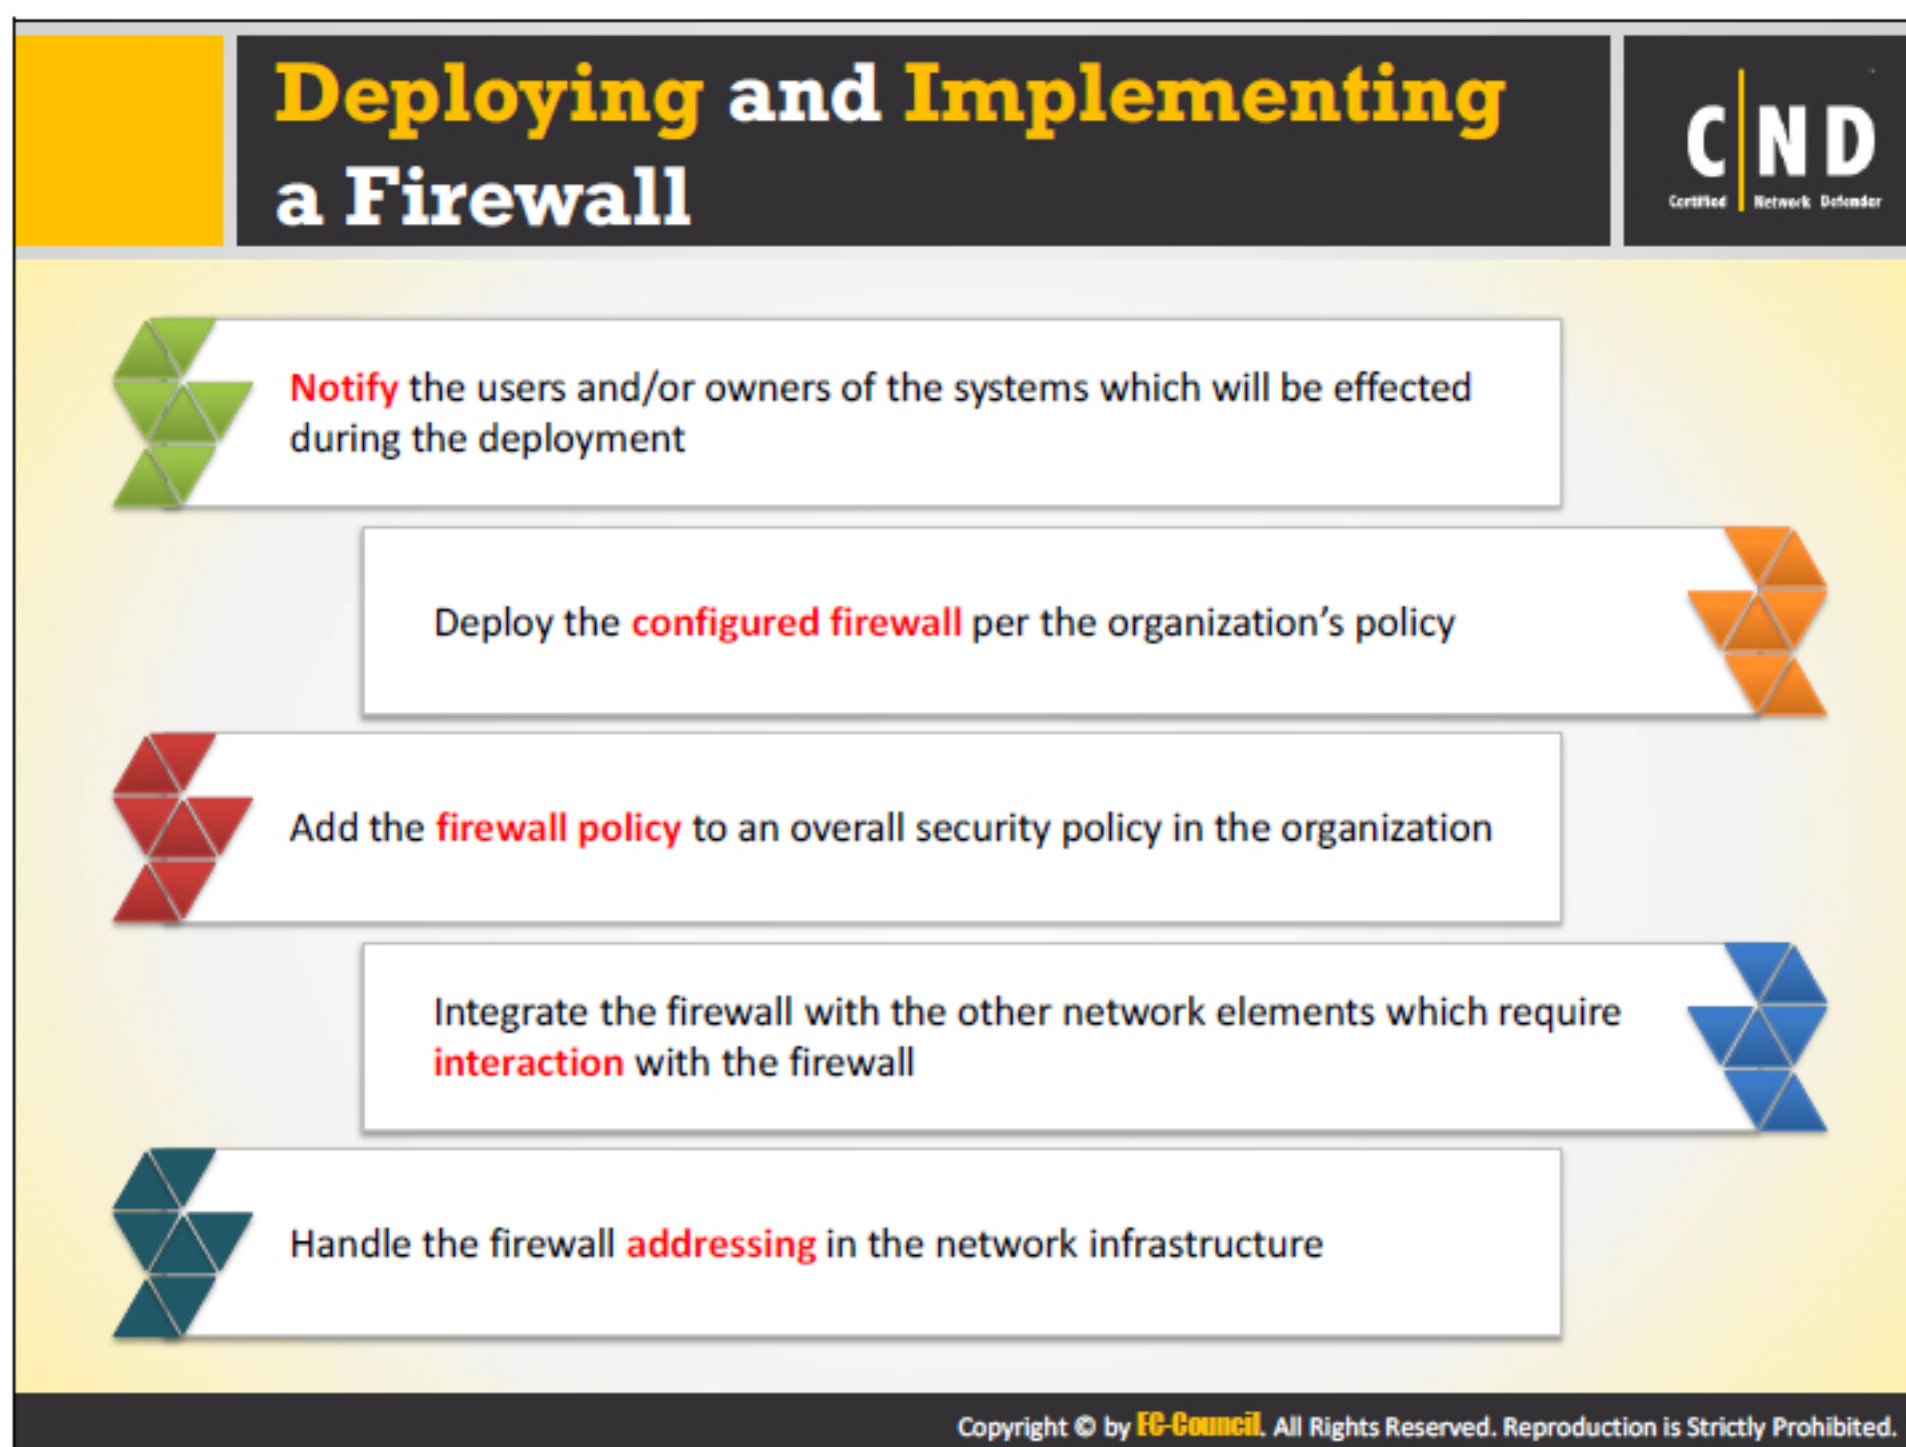 Deploying and Implementing
a Firewall
C|ND
Certified Network Defender
Notify the users and/or owners of the systems which will be effected
during the deployment
Deploy the configured firewall per the organization's policy
Add the firewall policy to an overall security policy in the organization
Integrate the firewall with the other network elements which require
interaction with the firewall
Handle the firewall addressing in the network infrastructure
Copyright © by EC-Council. All Rights Reserved. Reproduction is Strictly Prohibited.